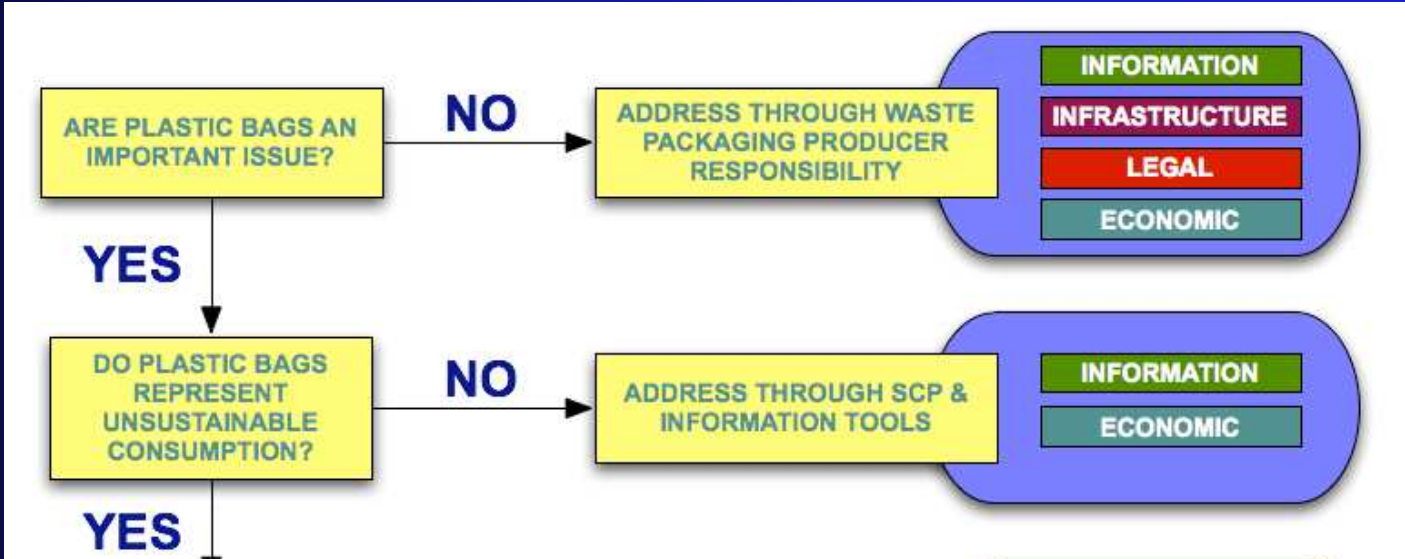 ARE PLASTIC BAGS AN
IMPORTANT ISSUE?
NO
ADDRESS THROUGH WASTE
PACKAGING PRODUCER
RESPONSIBILITY
INFORMATION
INFRASTRUCTURE
LEGAL
ECONOMIC
YES
DO PLASTIC BAGS
REPRESENT
UNSUSTAINABLE
CONSUMPTION?
NO
ADDRESS THROUGH SCP &
INFORMATION TOOLS
INFORMATION
ECONOMIC
YES